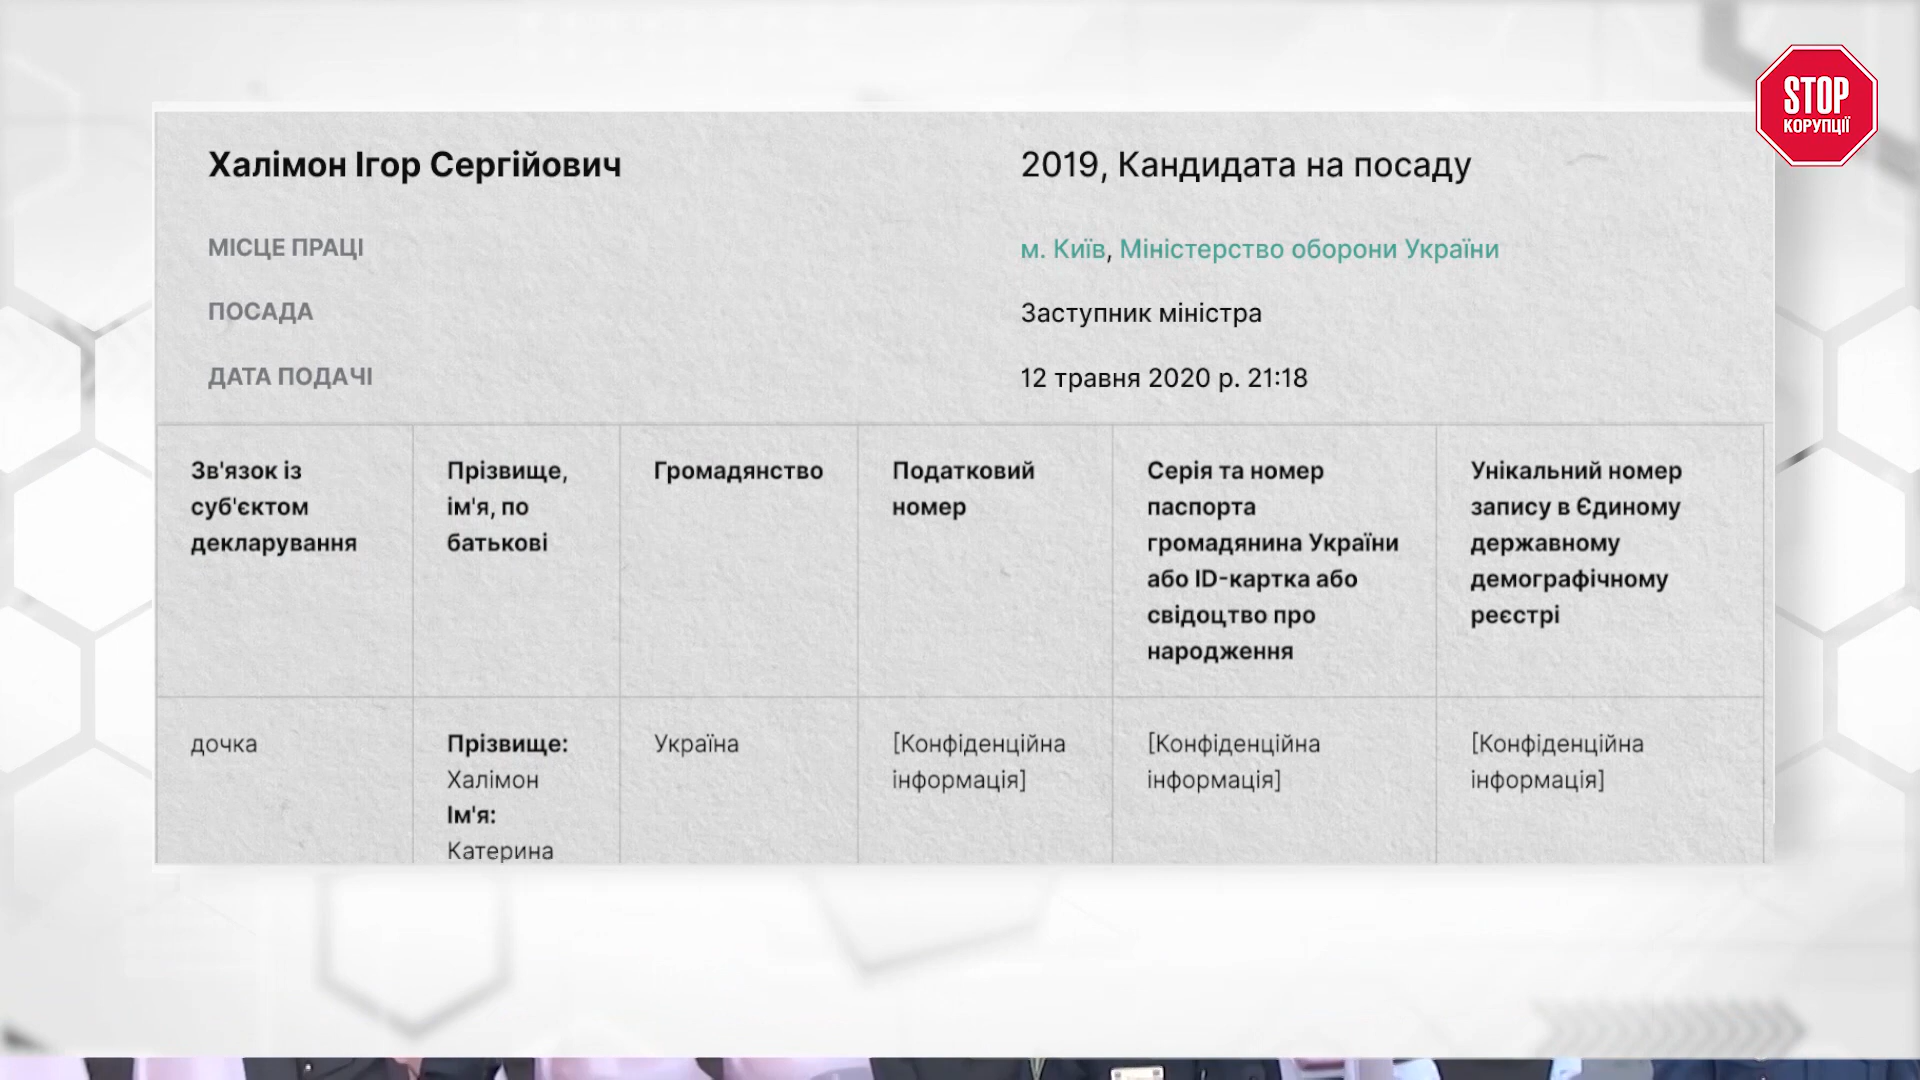 STOP
КОРУПЦІЇ
Халімон Ігор Сергійович
2019, Кандидата на посаду
МІСЦЕ ПРАЦІ
м. Київ, Міністерство оборони України
ПОСАДА
Заступник міністра
ДАТА ПОДАЧІ
12 травня 2020 р. 21:18
Зв'язок із
суб'єктом
декларування
Прізвище,
ім'я, по
батькові
Громадянство
Податковий
номер
Серія та номер
паспорта
громадянина України
або ID-картка або
свідоцтво про
народження
Унікальний номер
запису в Єдиному
державному
демографічному
реєстрі
дочка
Прізвище:
Халімон
Ім'я:
Катерина
Україна
[Конфіденційна
інформація]
[Конфіденційна
інформація]
[Конфіденційна
інформація]